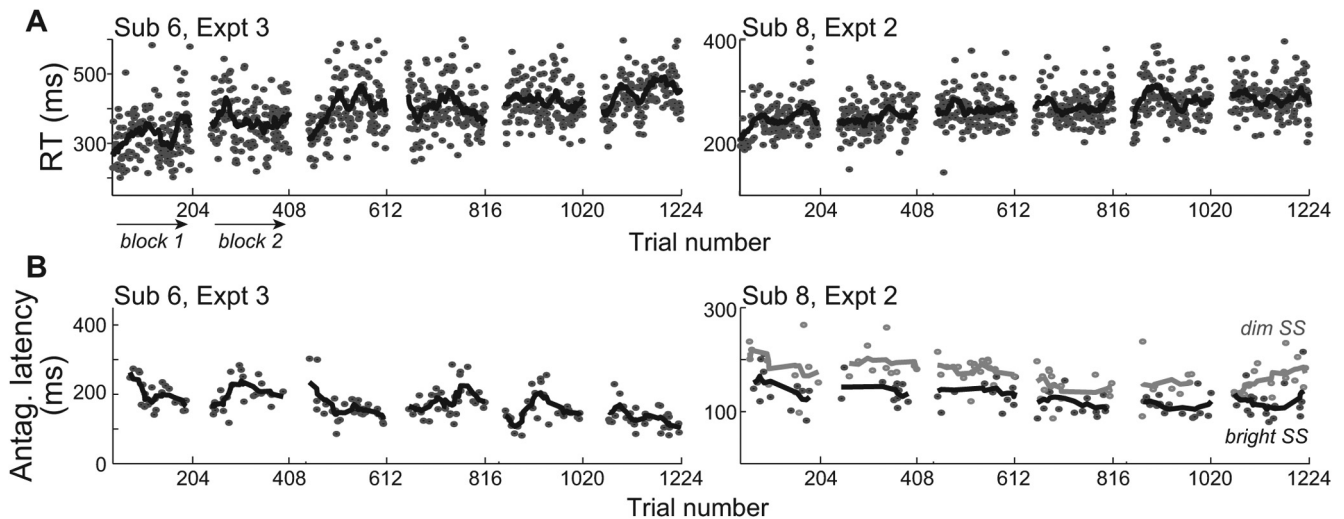 A
Sub 6, Expt 3
Sub 8, Expt 2
RT (ms)
500
300
400
200
204 408 612 816 1020 1224
204 408 612 816 1020 1224
block 1 block 2
Trial number
B
Sub 6, Expt 3
Sub 8, Expt 2
Antag. latency
(ms)
400
200
0
300
100
dim SS
bright SS
204 408 612 816 1020 1224
204 408 612 816 1020 1224
Trial number